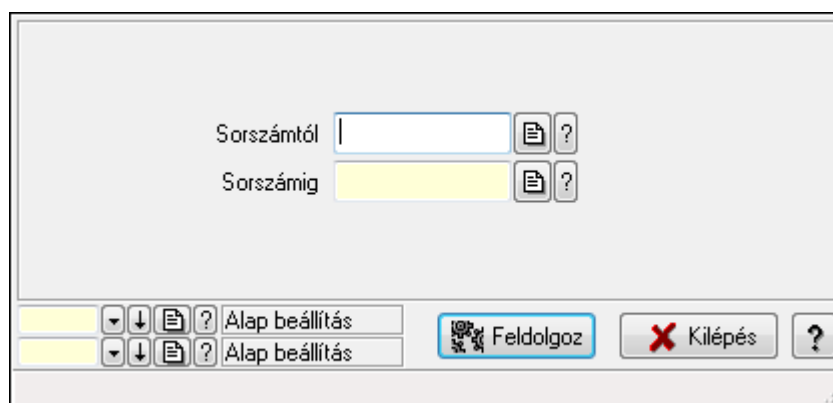 Sorszámtól ?
Sorszámig ?
? Alap beállítás
? Alap beállítás
Feldolgoz Kilépés ?